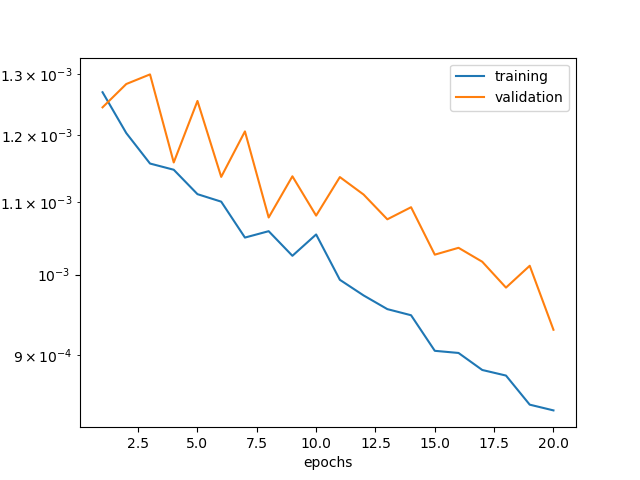 1.3 × 10⁻³
1.2 × 10⁻³
1.1 × 10⁻³
10⁻³
9 × 10⁻⁴
training
validation
2.5 5.0 7.5 10.0 12.5 15.0 17.5 20.0
epochs